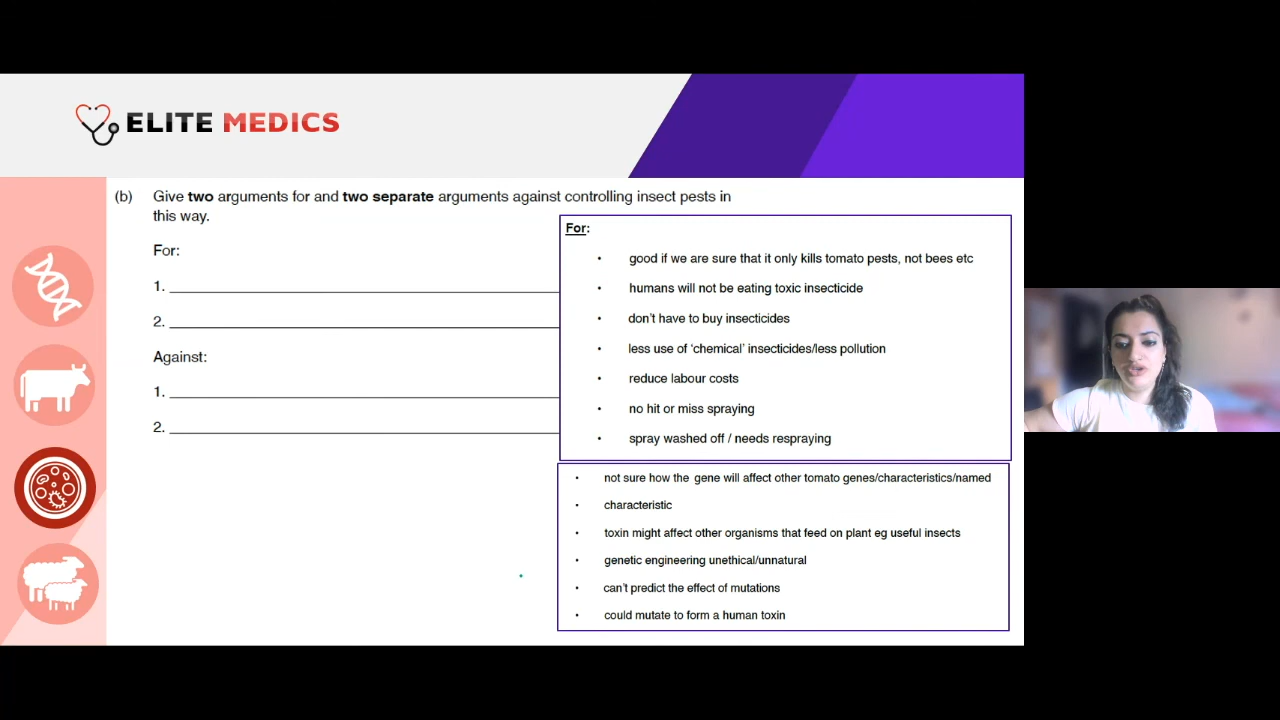 ELITE MEDICS
(b) Give two arguments for and two separate arguments against controlling insect pests in
this way.
For:
1.
2.
Against:
1.
2.
For:
• good if we are sure that it only kills tomato pests, not bees etc
• humans will not be eating toxic insecticide
• don't have to buy insecticides
• less use of 'chemical' insecticides/less pollution
• reduce labour costs
• no hit or miss spraying
• spray washed off / needs respraying
• not sure how the gene will affect other tomato genes/characteristics/named
• characteristic
• toxin might affect other organisms that feed on plant eg useful insects
• genetic engineering unethical/unnatural
• can't predict the effect of mutations
• could mutate to form a human toxin